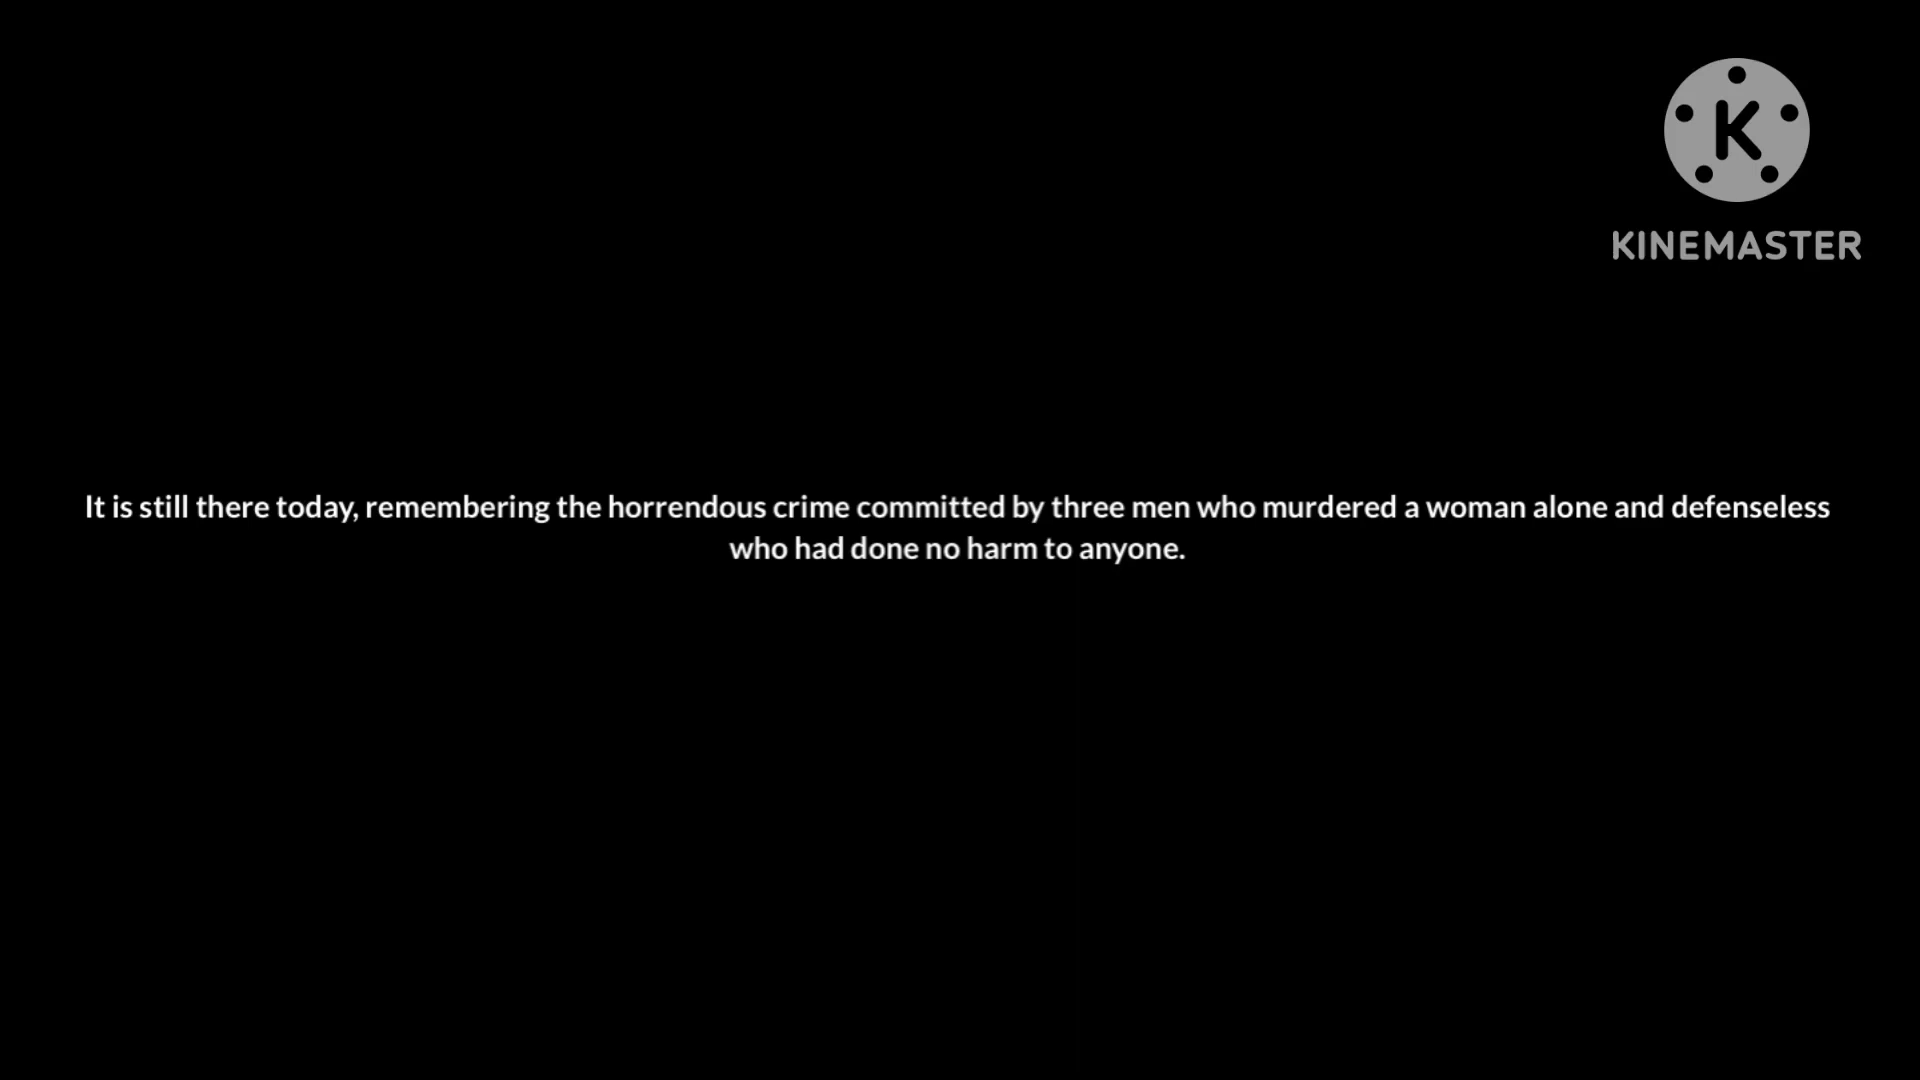 K
KINEMASTER
It is still there today, remembering the horrendous crime committed by three men who murdered a woman alone and defenseless
who had done no harm to anyone.